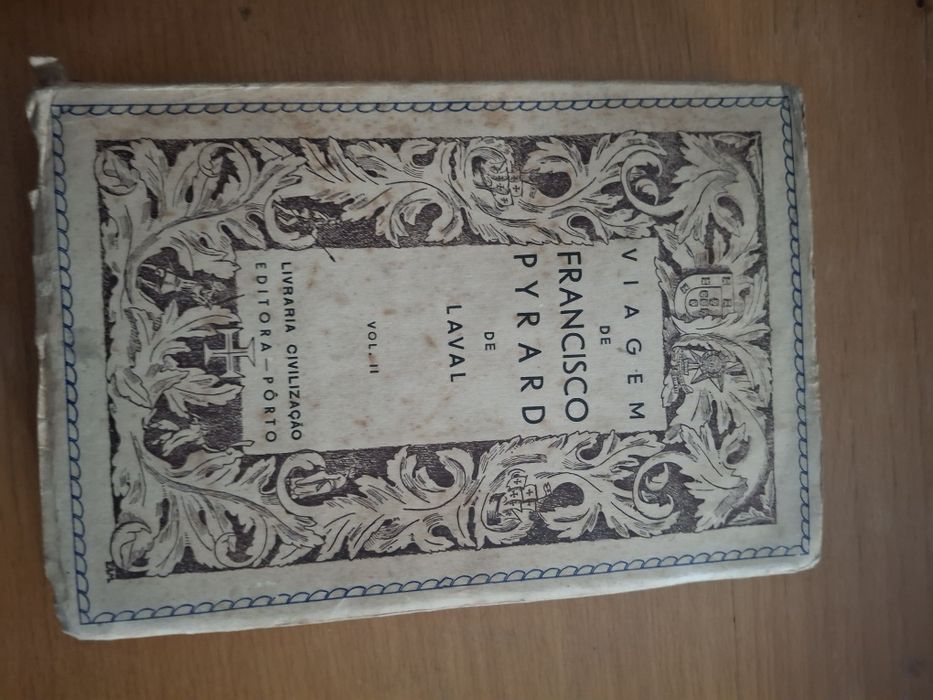 VIAGEM
DE
FRANCISCO
PYRARD
DE
LAVAL
VOL. II
LIVRARIA CIVILIZAÇÃO
EDITORA — PÔRTO